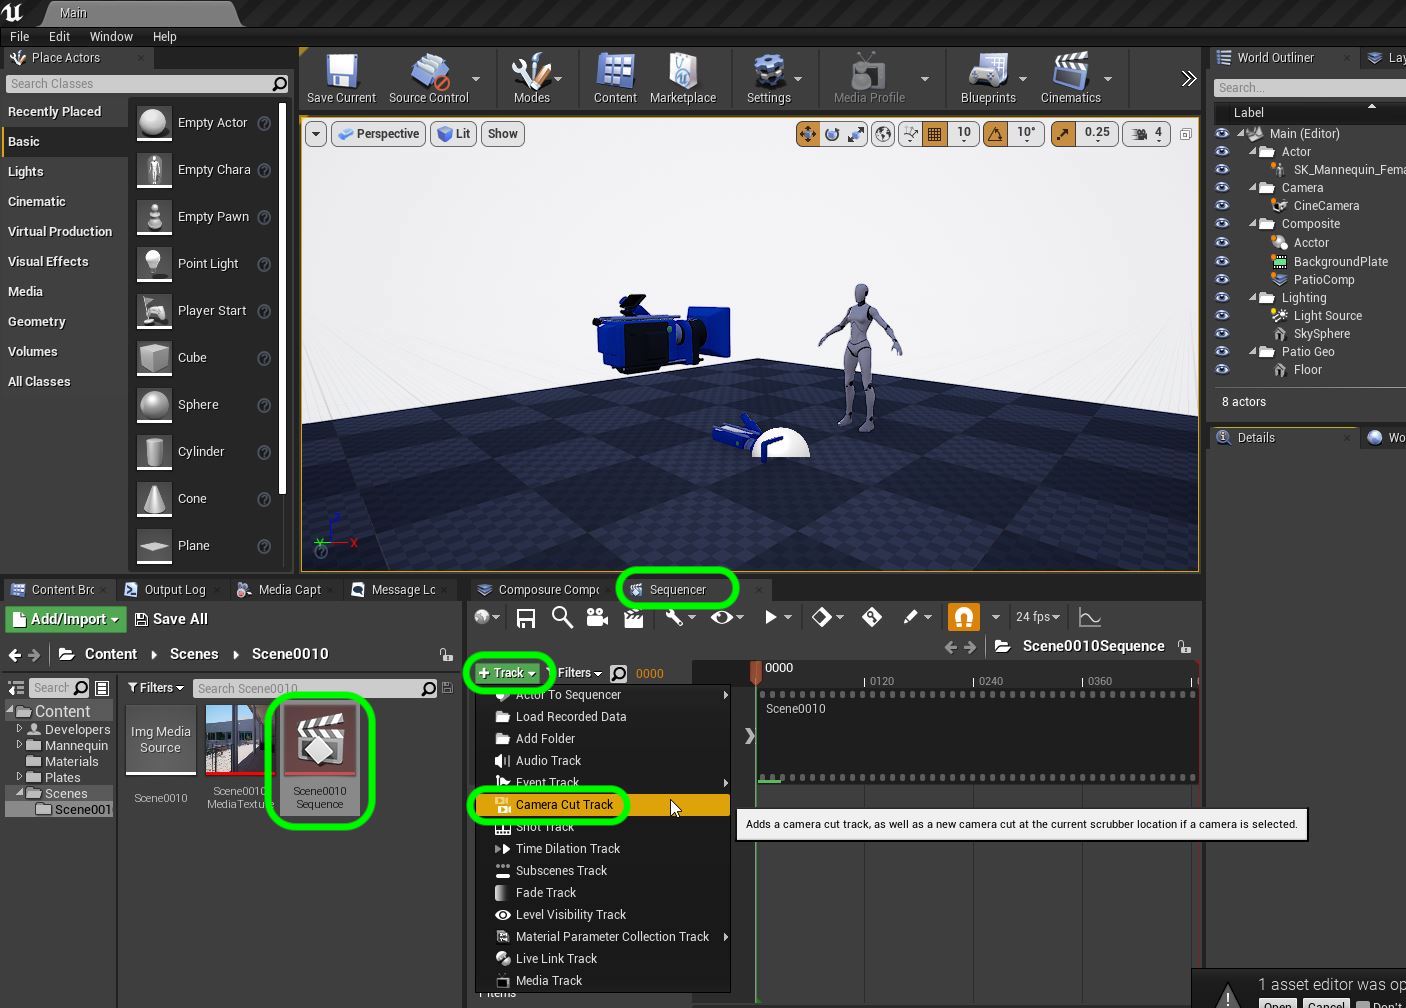 Main
File Edit Window Help
Place Actors
Search Classes
Recently Placed
Basic
Lights
Cinematic
Virtual Production
Visual Effects
Media
Geometry
Volumes
All Classes
Empty Actor
Empty Chara
Empty Pawn
Point Light
Player Start
Cube
Sphere
Cylinder
Cone
Plane
Save Current
Source Control
Modes
Content
Marketplace
Settings
Media Profile
Blueprints
Cinematics
Perspective
Lit
Show
10
10°
0.25
4
X
Y
World Outliner
Lay
Search...
Label
Main (Editor)
Actor
SK_Mannequin_Fema
Camera
CineCamera
Composite
Acctor
BackgroundPlate
PatioComp
Lighting
Light Source
SkySphere
Patio Geo
Floor
8 actors
Details
Wo
Content Brc
Output Log
Media Capt
Message Lc
Add/Import
Save All
Content
Scenes
Scene0010
Search
Filters
Search Scene0010
Content
Developers
Mannequin
Materials
Plates
Scenes
Scene001
Img Media
Source
Scene0010
Scene0010
MediaTexture
Scene0010
Sequence
Composure Compc
Sequencer
24 fps
Scene0010Sequence
Track
Filters
0000
0000
0120
0240
0360
Scene0010
Actor To Sequencer
Load Recorded Data
Add Folder
Audio Track
Event Track
Camera Cut Track
Shot Track
Time Dilation Track
Subscenes Track
Fade Track
Level Visibility Track
Material Parameter Collection Track
Live Link Track
Media Track
Adds a camera cut track, as well as a new camera cut at the current scrubber location if a camera is selected.
1 asset editor was op
Open
Cancel
Don't